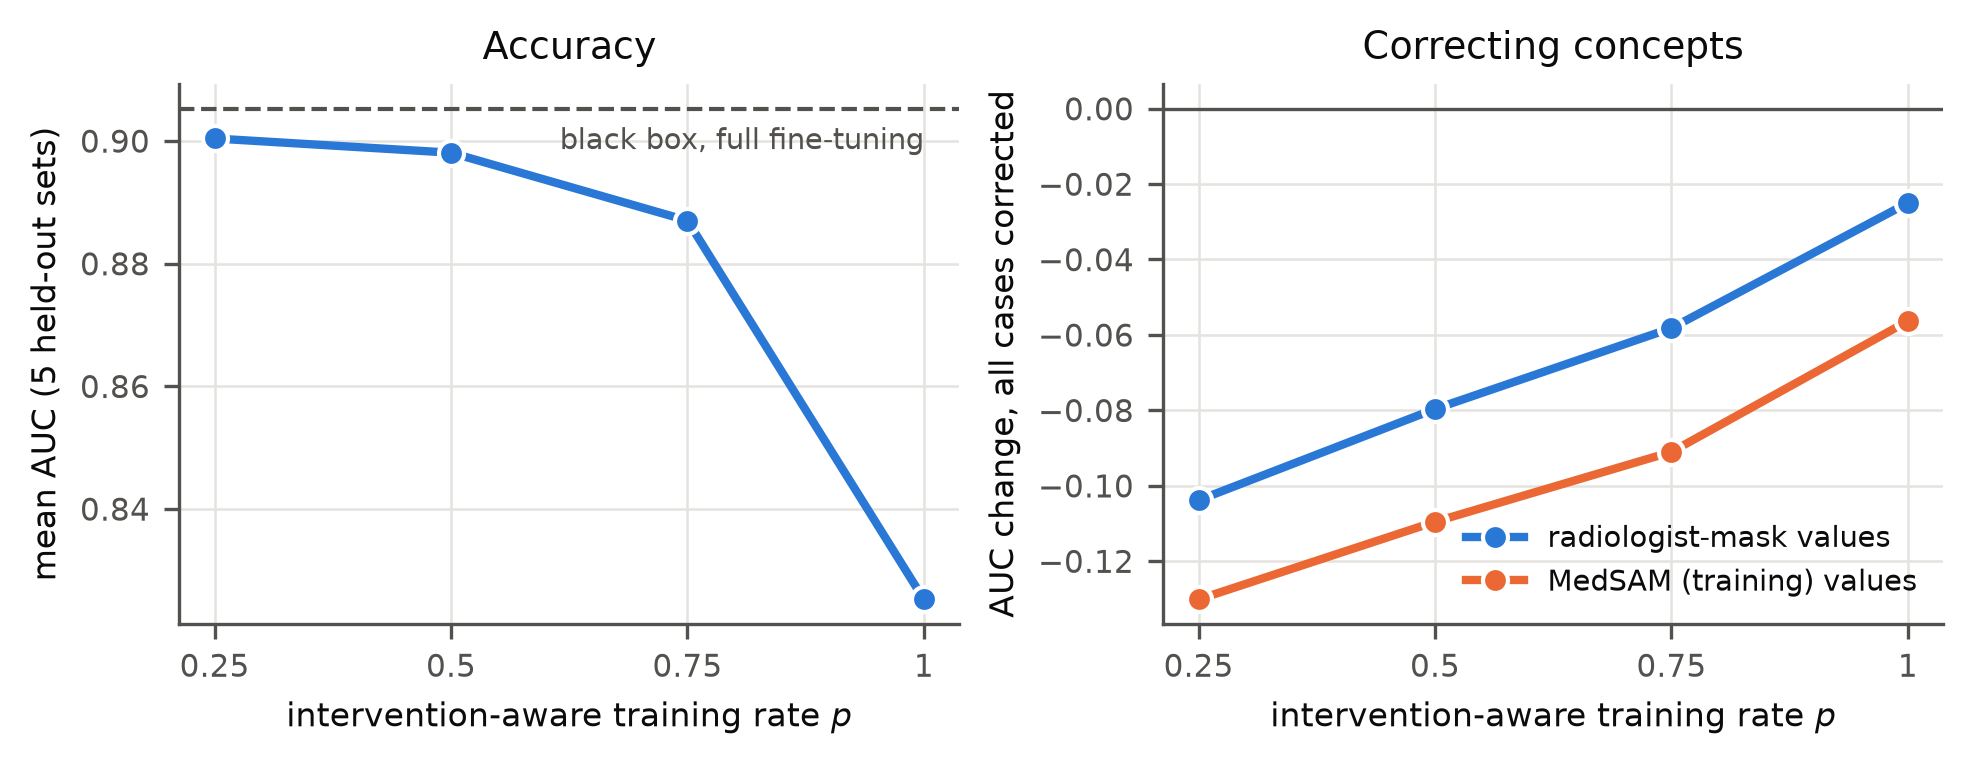 Accuracy
mean AUC (5 held-out sets)
0.90
0.88
0.86
0.84
black box, full fine-tuning
0.25 0.5 0.75 1
intervention-aware training rate p
Correcting concepts
AUC change, all cases corrected
0.00
−0.02
−0.04
−0.06
−0.08
−0.10
−0.12
radiologist-mask values
MedSAM (training) values
0.25 0.5 0.75 1
intervention-aware training rate p